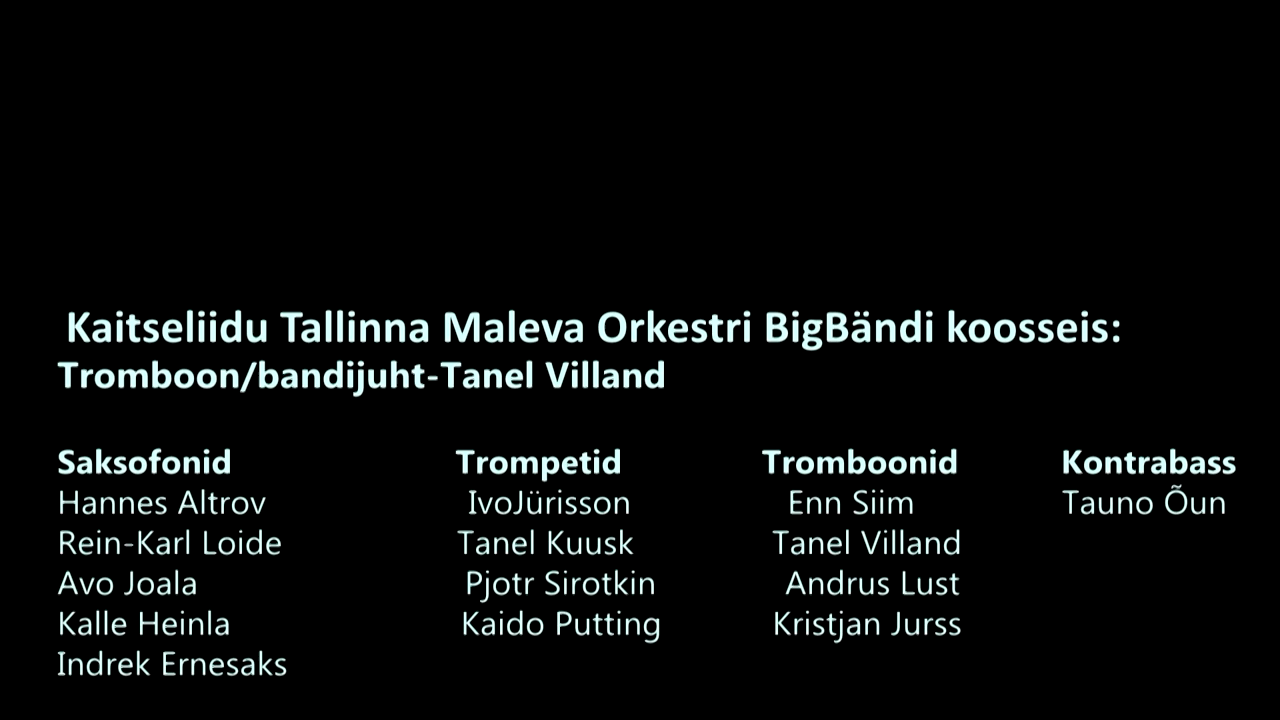 Kaitseliidu Tallinna Maleva Orkestri BigBändi koosseis:
Tromboon/bandijuht-Tanel Villand
Saksofonid Trompetid Tromboonid Kontrabass
Hannes Altrov IvoJürisson Enn Siim Tauno Õun
Rein-Karl Loide Tanel Kuusk Tanel Villand
Avo Joala Pjotr Sirotkin Andrus Lust
Kalle Heinla Kaido Putting Kristjan Jurss
Indrek Ernesaks